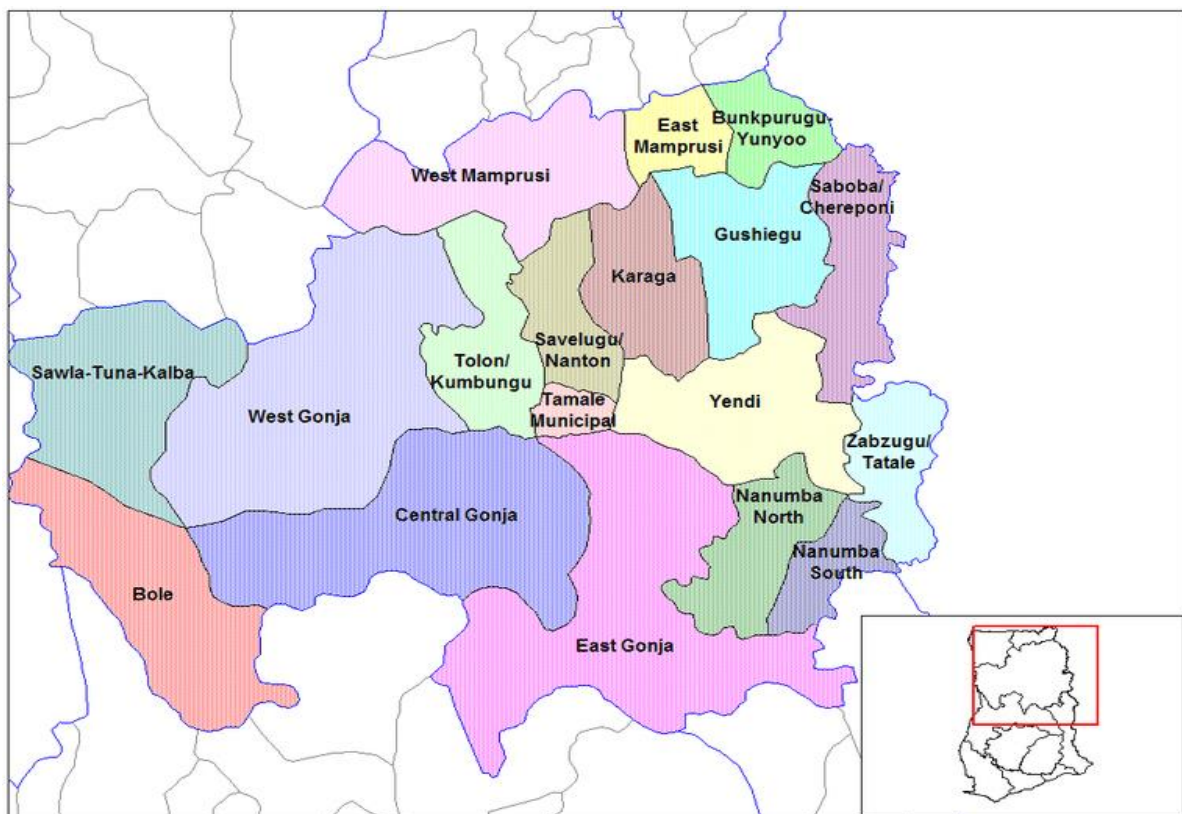 East
Mamprusi
Bunkpurugu-
Yunyoo
West Mamprusi
Saboba/
Chereponi
Gushiegu
Karaga
Savelugu/
Nanton
Tolon/
Kumbungu
Sawla-Tuna-Kalba
West Gonja
Tamale
Municipal
Yendi
Zabzugu/
Tatale
Nanumba
North
Central Gonja
Nanumba
South
Bole
East Gonja